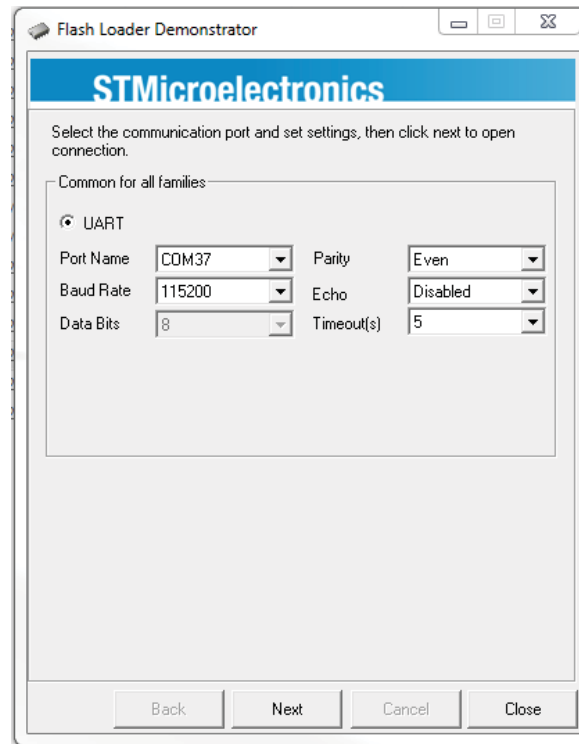 Flash Loader Demonstrator
STMicroelectronics
Select the communication port and set settings, then click next to open
connection.
Common for all families
UART
Port Name COM37 Parity Even
Baud Rate 115200 Echo Disabled
Data Bits 8 Timeout(s) 5
Back Next Cancel Close